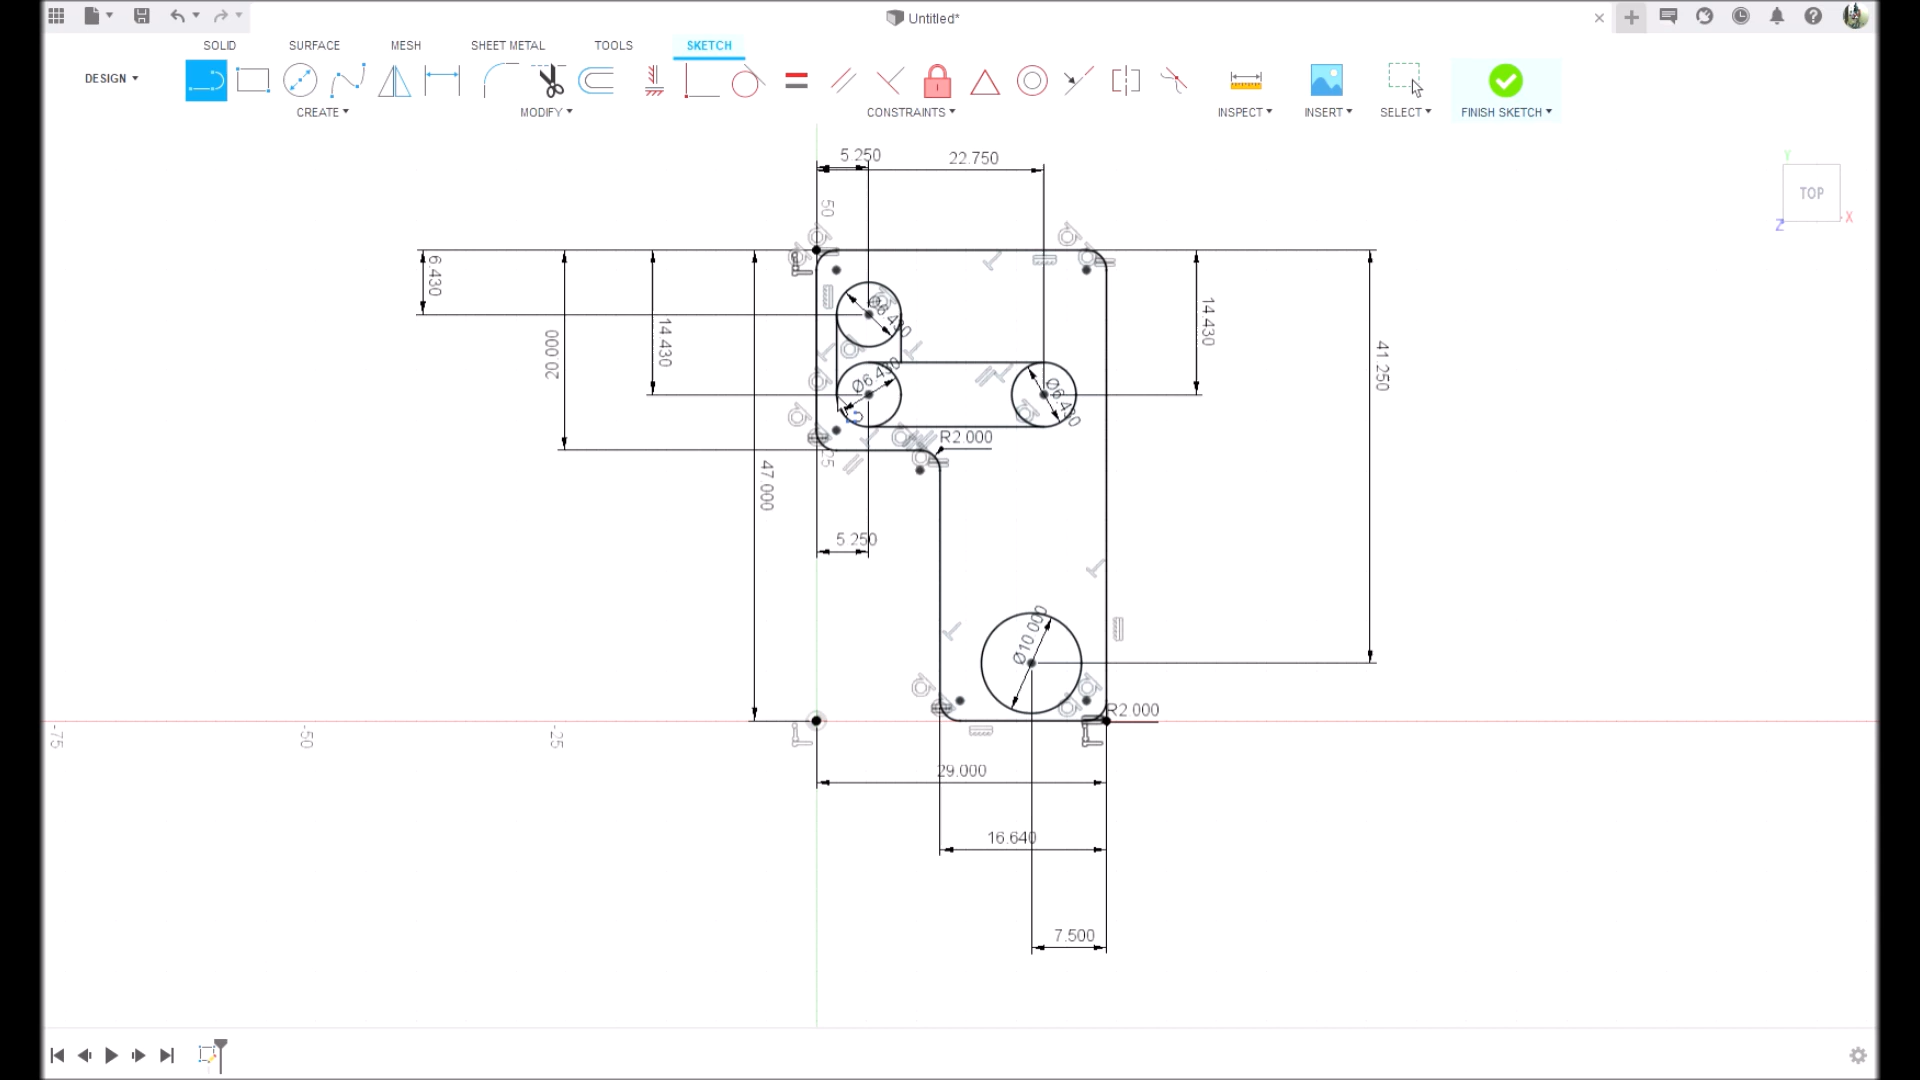 Untitled*
SOLID SURFACE MESH SHEET METAL TOOLS SKETCH
DESIGN
CREATE MODIFY CONSTRAINTS INSPECT INSERT SELECT FINISH SKETCH
5.250 22.750
50
Y
TOP
X
Z
6.430
20.000
14.430
Ø6.430
14.430
41.250
Ø6.430
Ø6.430
R2.000
25
47.000
5.250
Ø10.000
R2.000
-75 -50 -25
29.000
16.640
7.500